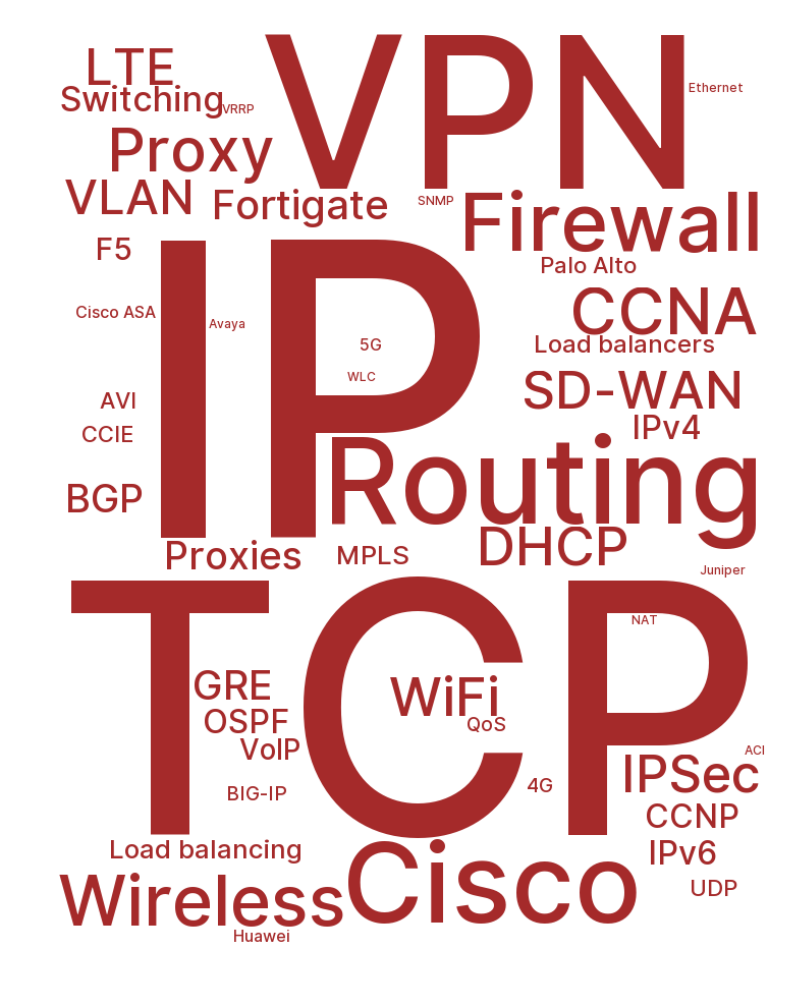 VPN
LTE
Switching
Ethernet
VRRP
Proxy
VLAN
Fortigate
SNMP
Firewall
F5
IP
Palo Alto
Cisco ASA
Avaya
CCNA
5G
Load balancers
WLC
SD-WAN
AVI
CCIE
IPv4
Routing
BGP
Proxies
MPLS
DHCP
Juniper
TCP
NAT
GRE
WiFi
OSPF
QoS
VoIP
ACI
BIG-IP
4G
IPSec
CCNP
Load balancing
IPv6
Cisco
Wireless
UDP
Huawei